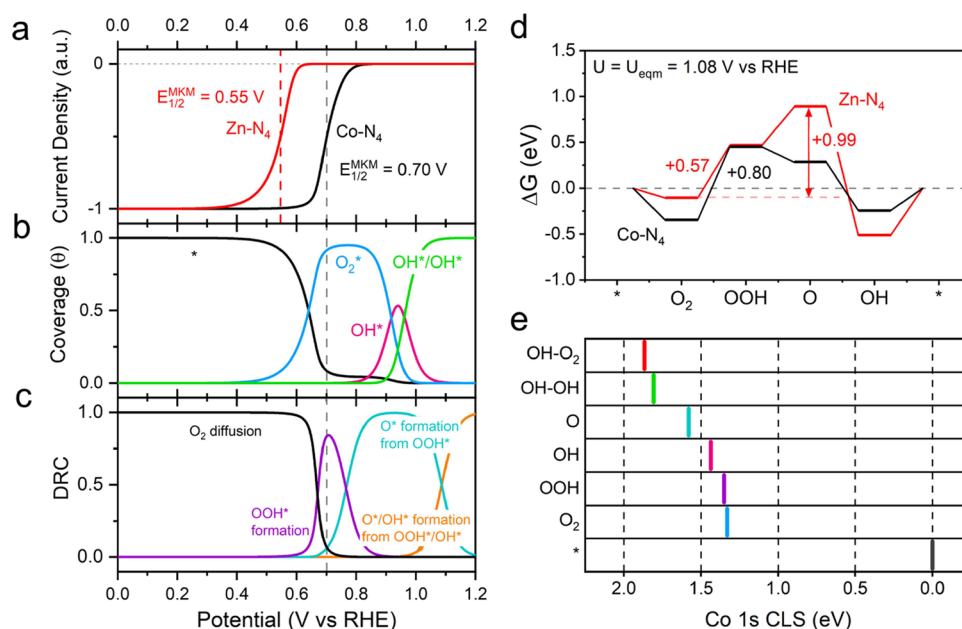 a
0.0 0.2 0.4 0.6 0.8 1.0 1.2
Current Density (a.u.)
0
-1
E₁/₂ᴹᴷᴹ = 0.55 V
Zn-N₄
Co-N₄
E₁/₂ᴹᴷᴹ = 0.70 V
b
Coverage (θ)
1.0
0.5
0.0
*
O₂*
OH*/OH*
OH*
c
DRC
1.0
0.5
0.0
O₂ diffusion
O* formation
from OOH*
OOH*
formation
O*/OH* formation
from OOH*/OH*
0.0 0.2 0.4 0.6 0.8 1.0 1.2
Potential (V vs RHE)
d
ΔG (eV)
1.5
1.0
0.5
0.0
-0.5
-1.0
U = Uₑqₘ = 1.08 V vs RHE
Zn-N₄
+0.57
+0.80
+0.99
Co-N₄
* O₂ OOH O OH *
e
OH-O₂
OH-OH
O
OH
OOH
O₂
*
2.0 1.5 1.0 0.5 0.0
Co 1s CLS (eV)